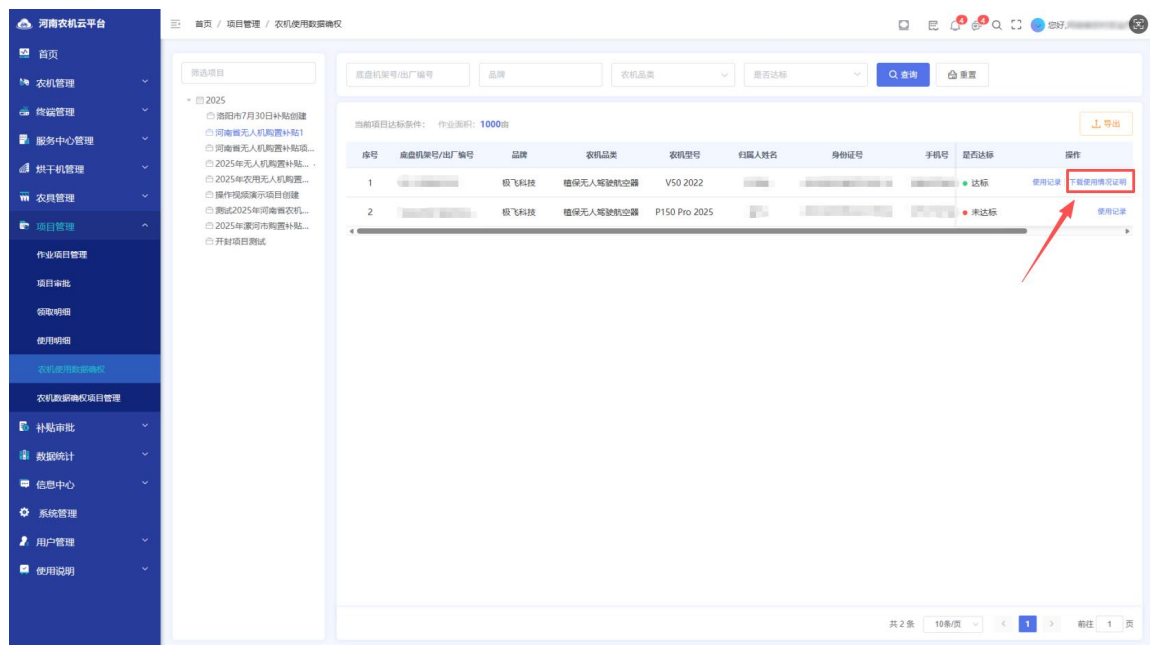 河南农机云平台
首页 / 项目管理 / 农机使用数据确权
4
4
您好,
首页
农机管理
终端管理
服务中心管理
烘干机管理
农具管理
项目管理
作业项目管理
项目审批
领取明细
使用明细
农机使用数据确权
农机数据确权项目管理
补贴审批
数据统计
信息中心
系统管理
用户管理
使用说明
筛选项目
2025
洛阳市7月30日补贴创建
河南省无人机购置补贴1
河南省无人机购置补贴项...
2025年无人机购置补贴...
2025年农用无人机购置...
操作视频演示项目创建
测试2025年河南省农机...
2025年漯河市购置补贴...
开封项目测试
底盘机架号/出厂编号 品牌 农机品类 是否达标 查询 重置
当前项目达标条件: 作业面积: 1000亩 导出
序号 底盘机架号/出厂编号 品牌 农机品类 农机型号 归属人姓名 身份证号 手机号 是否达标 操作
1 极飞科技 植保无人驾驶航空器 V50 2022 达标 使用记录 下载使用情况证明
2 极飞科技 植保无人驾驶航空器 P150 Pro 2025 未达标 使用记录
共 2 条 10条/页 1 前往 1 页